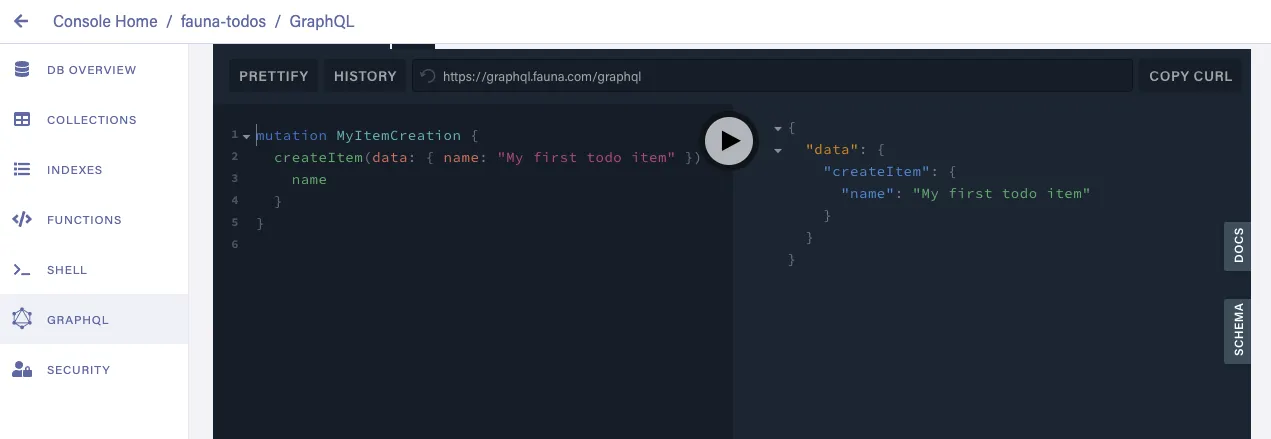 Console Home / fauna-todos / GraphQL
DB OVERVIEW
COLLECTIONS
INDEXES
FUNCTIONS
SHELL
GRAPHQL
SECURITY
PRETTIFY HISTORY https://graphql.fauna.com/graphql COPY CURL
1 mutation MyItemCreation {
2 createItem(data: { name: "My first todo item" })
3 name
4 }
5 }
6
{
"data": {
"createItem": {
"name": "My first todo item"
}
}
}
DOCS
SCHEMA